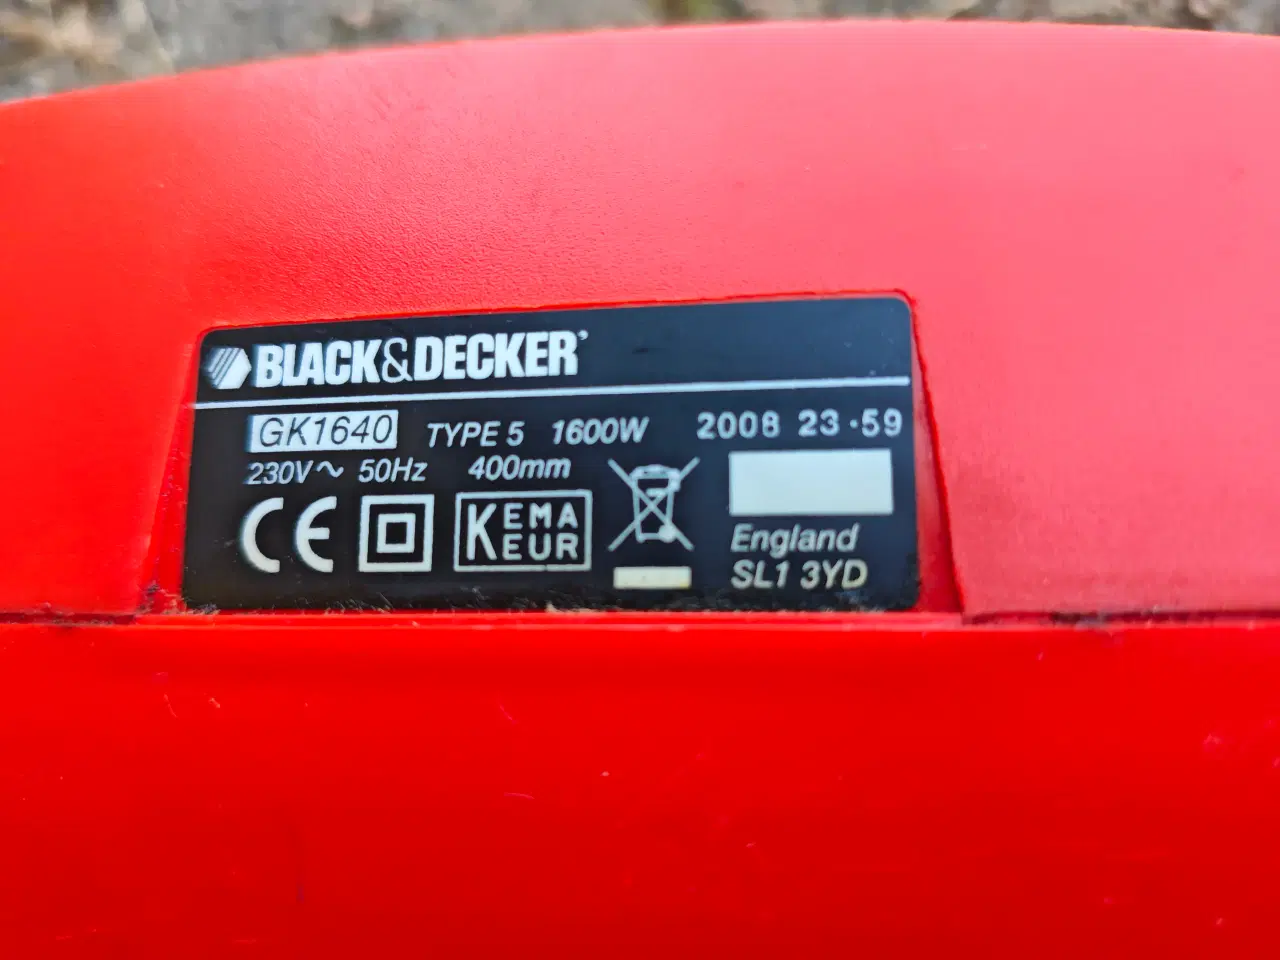 BLACK&DECKER
GK1640 TYPE 5 1600W 2008 23·59
230V~ 50Hz 400mm
CE KEMA KEUR
England
SL1 3YD